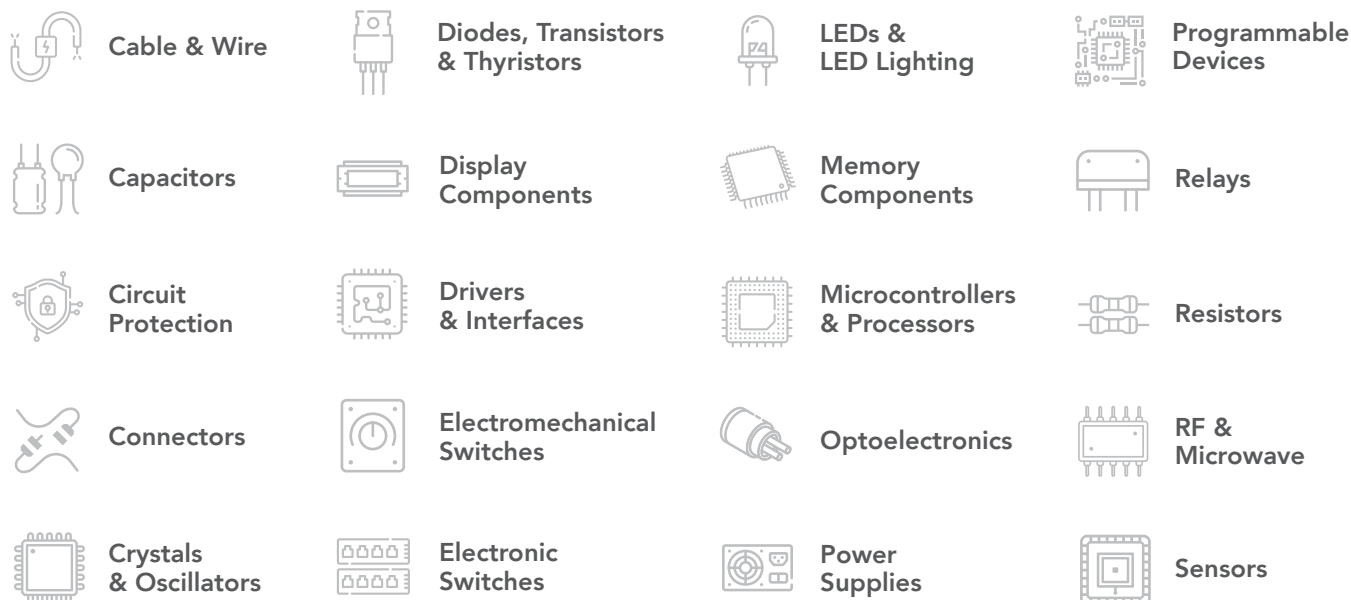 Cable & Wire
Diodes, Transistors
& Thyristors
LEDs &
LED Lighting
Programmable
Devices
Capacitors
Display
Components
Memory
Components
Relays
Circuit
Protection
Drivers
& Interfaces
Microcontrollers
& Processors
Resistors
Connectors
Electromechanical
Switches
Optoelectronics
RF &
Microwave
Crystals
& Oscillators
Electronic
Switches
Power
Supplies
Sensors